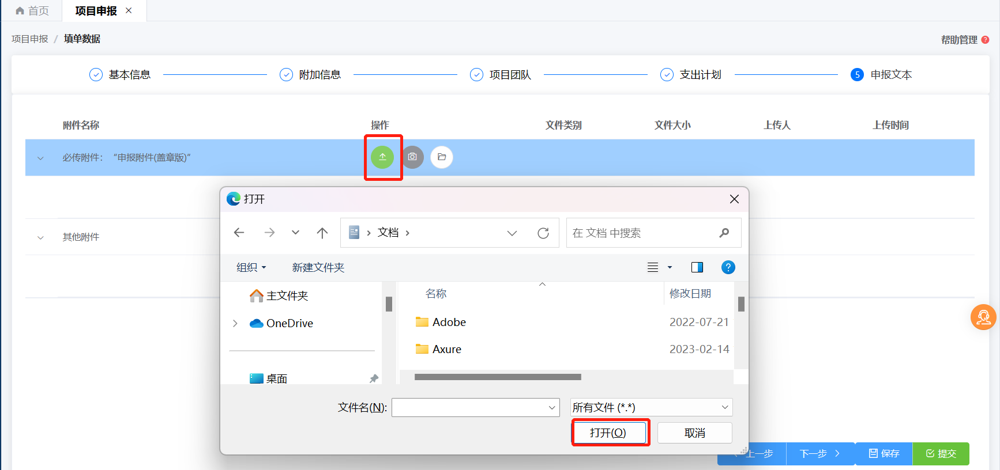 首页 项目申报 ×
项目申报 / 填单数据
帮助管理 ?
基本信息 附加信息 项目团队 支出计划 5 申报文本
附件名称 操作 文件类别 文件大小 上传人 上传时间
必传附件：“申报附件(盖章版)”
其他附件
打开
文档
在 文档 中搜索
组织 新建文件夹
?
主文件夹
OneDrive
桌面
名称 修改日期
Adobe 2022-07-21
Axure 2023-02-14
文件名(N):
所有文件 (*.*)
打开(O) 取消
上一步 下一步 保存 提交